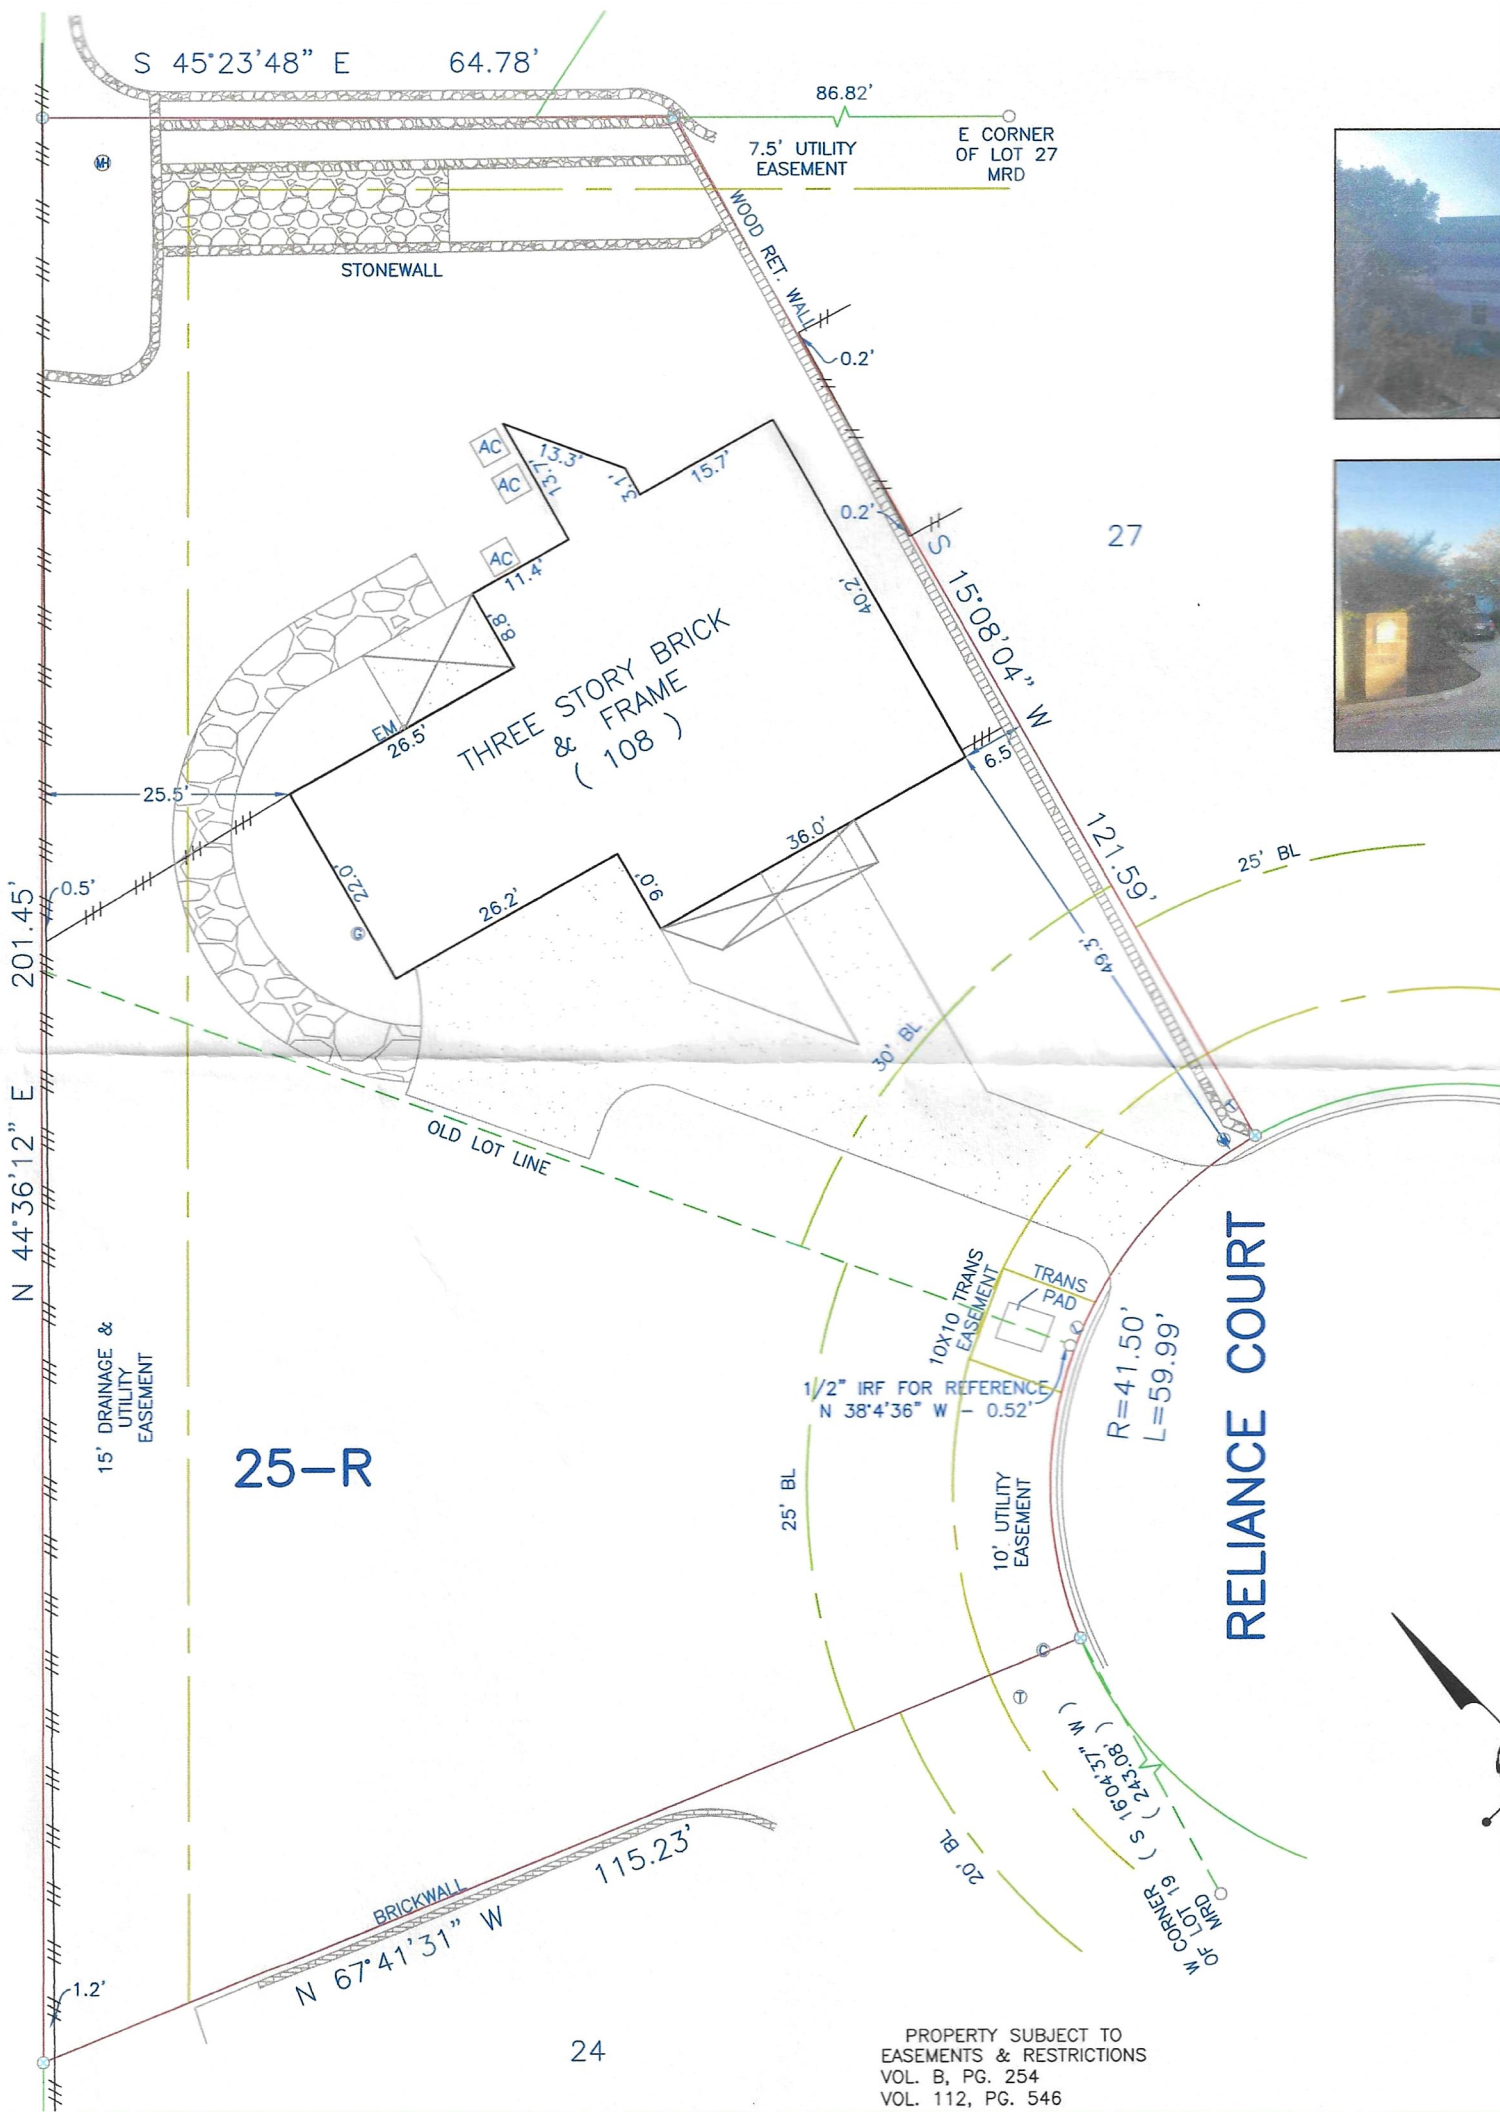 S 45°23'48" E 64.78'
86.82'
E CORNER
OF LOT 27
MRD
7.5' UTILITY
EASEMENT
MH
WOOD RET. WALL
STONEWALL
0.2'
AC
AC
AC
13.3'
13.7'
3.1'
15.7'
11.4'
8.8'
0.2'
40.2'
27
S 15°08'04" W
121.59'
THREE STORY BRICK
& FRAME
( 108 )
EM
26.5'
6.5'
25.5'
36.0'
22.0'
26.2'
9.0'
G
0.5'
49.3'
25' BL
30' BL
N 44°36'12" E 201.45'
OLD LOT LINE
15' DRAINAGE &
UTILITY
EASEMENT
25-R
10X10 TRANS
EASEMENT
TRANS
PAD
1/2" IRF FOR REFERENCE
N 38°4'36" W - 0.52'
R=41.50'
L=59.99'
RELIANCE COURT
25' BL
10' UTILITY
EASEMENT
C
T
( S 16°04'37" W )
( 243.08' )
W CORNER
OF LOT 19
MRD
20' BL
BRICKWALL
N 67°41'31" W
115.23'
1.2'
24
PROPERTY SUBJECT TO
EASEMENTS & RESTRICTIONS
VOL. B, PG. 254
VOL. 112, PG. 546